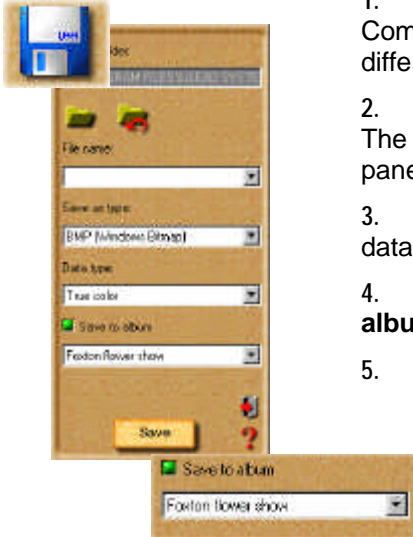 File name:
Save as type:
BMP (Windows Bitmap)
Data type:
True color
Save to album
Foxton flower show
Save
?
Save to album
Foxton flower show
1.
Com
diffe
2.
The
pane
3.
data
4.
albu
5.